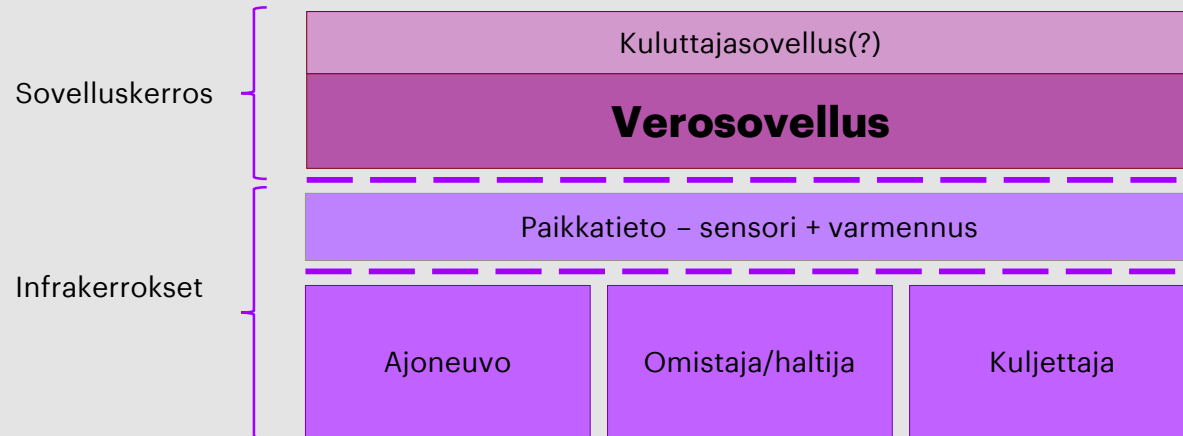 Sovelluskerros
Kuluttajasovellus(?)
Verosovellus
Infrakerrokset
Paikkatieto – sensori + varmennus
Ajoneuvo
Omistaja/haltija
Kuljettaja